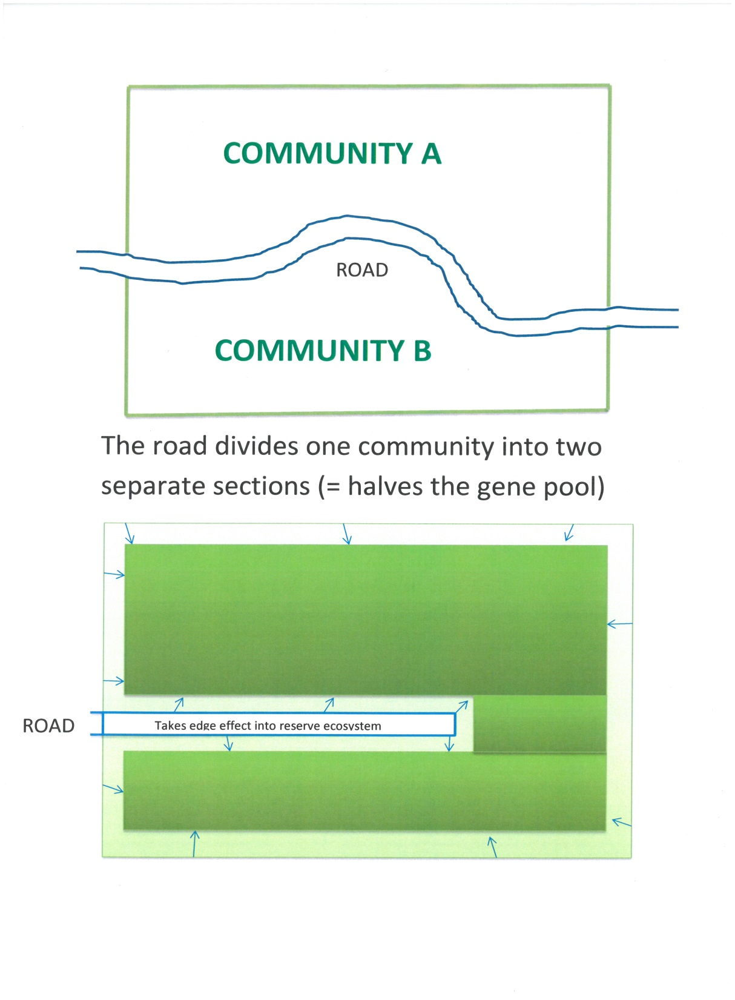 COMMUNITY A
ROAD
COMMUNITY B
The road divides one community into two
separate sections (= halves the gene pool)
ROAD
Takes edge effect into reserve ecosystem